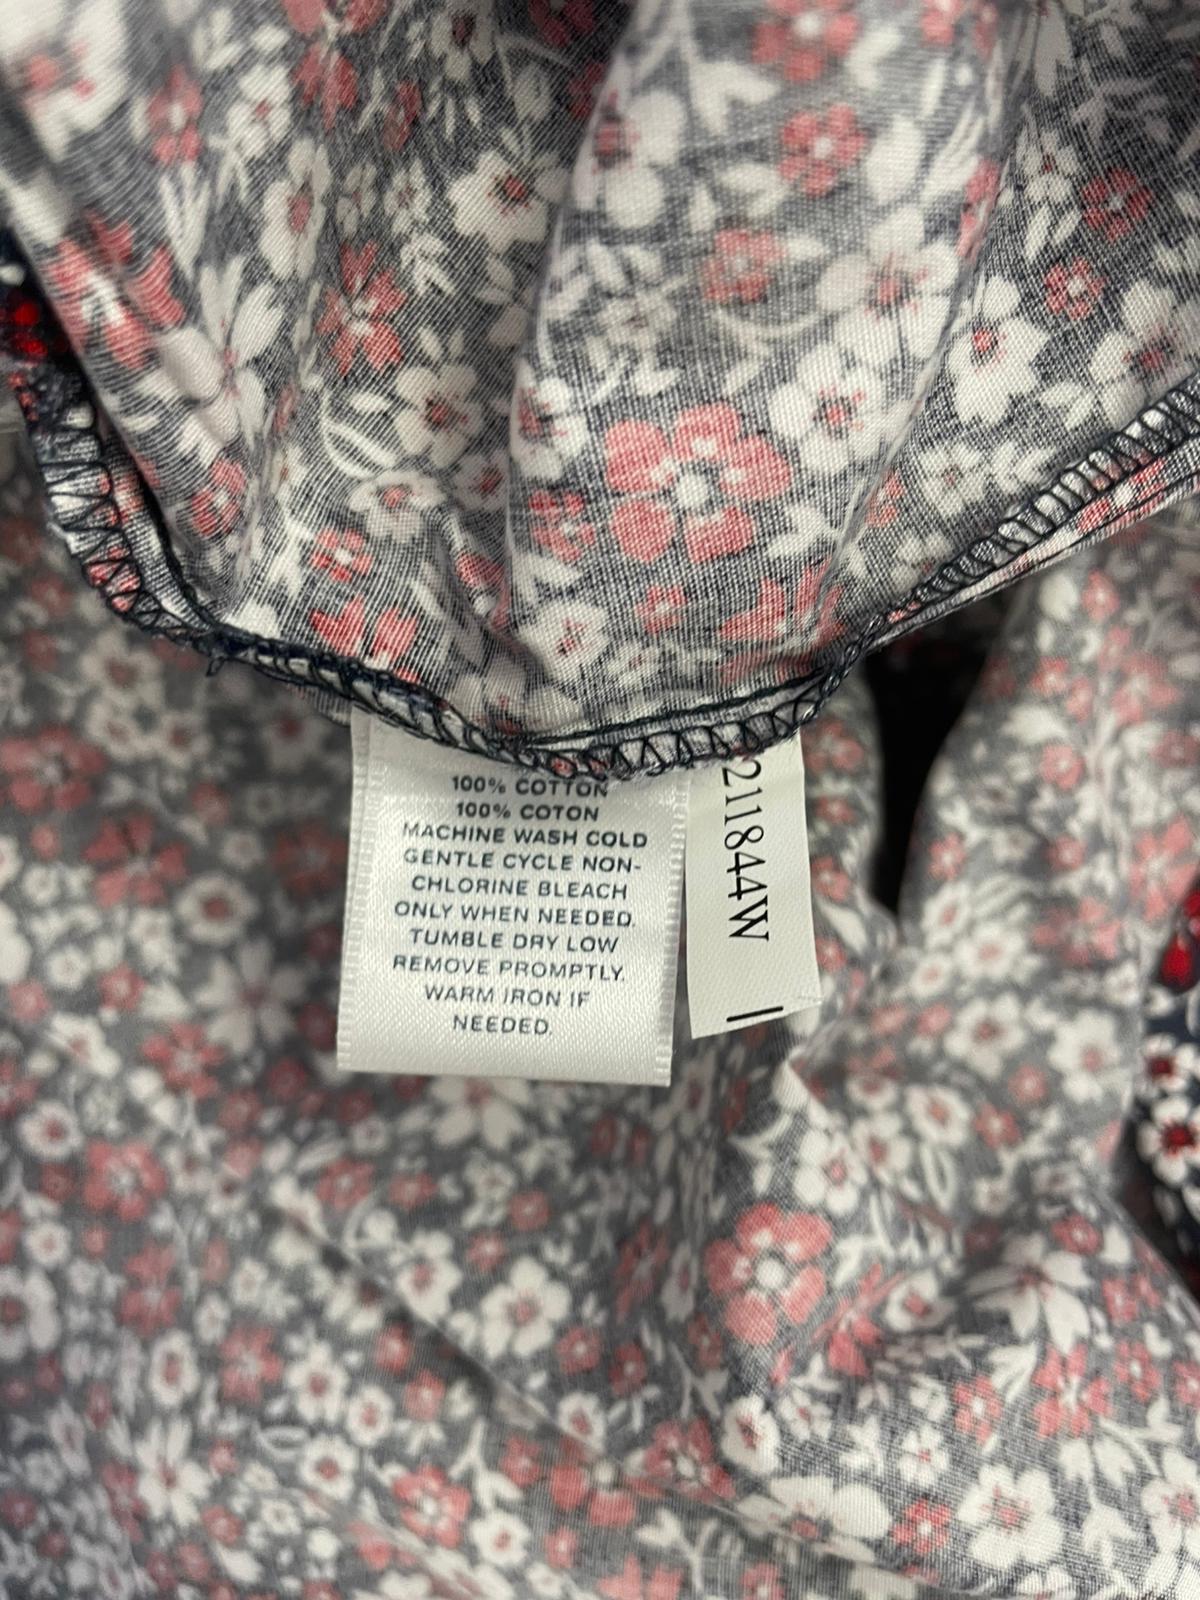 100% COTTON
100% COTON
MACHINE WASH COLD
GENTLE CYCLE NON-
CHLORINE BLEACH
ONLY WHEN NEEDED.
TUMBLE DRY LOW
REMOVE PROMPTLY.
WARM IRON IF
NEEDED.
211844W